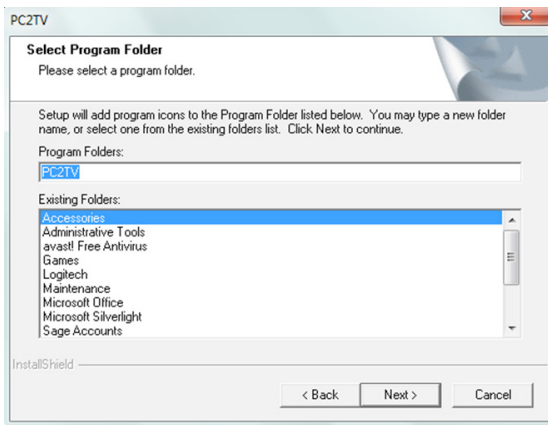 PC2TV
Select Program Folder
Please select a program folder.
Setup will add program icons to the Program Folder listed below. You may type a new folder
name, or select one from the existing folders list. Click Next to continue.
Program Folders:
PC2TV
Existing Folders:
Accessories
Administrative Tools
avast! Free Antivirus
Games
Logitech
Maintenance
Microsoft Office
Microsoft Silverlight
Sage Accounts
InstallShield
< Back Next > Cancel